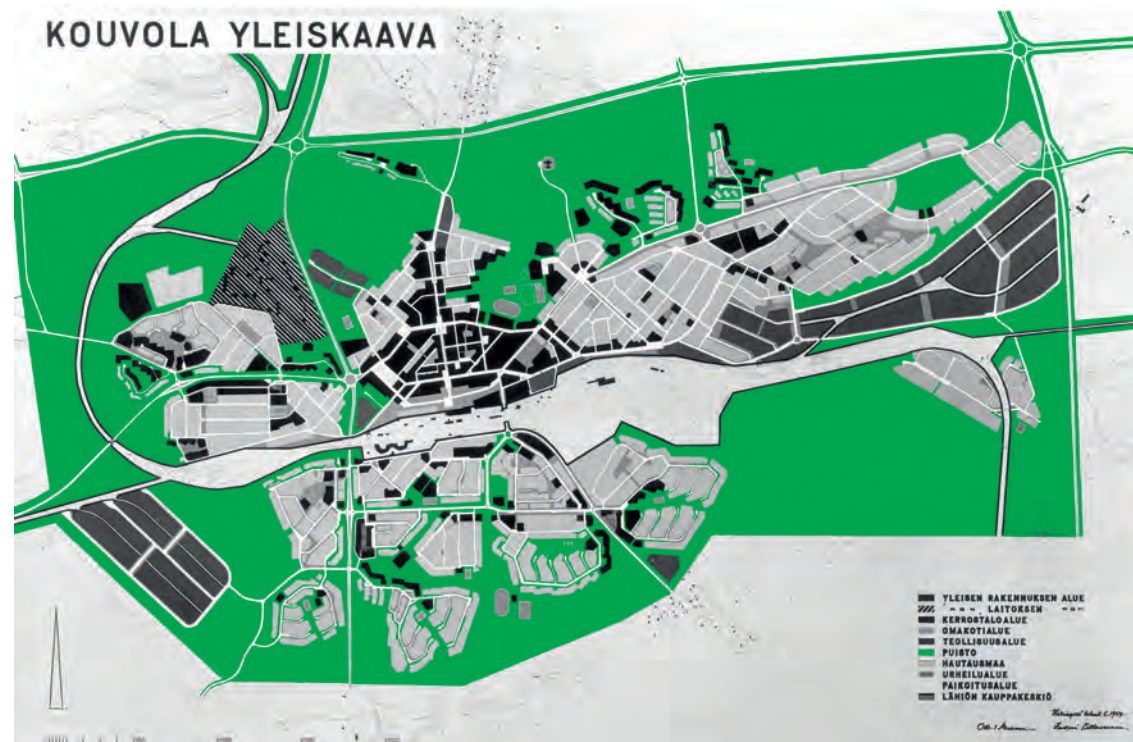 KOUVOLA YLEISKAAVA
YLEISEN RAKENNUKSEN ALUE
LAITOKSEN
KERROSTALOALUE
OMAKOTIALUE
TEOLLISUUSALUE
PUISTO
HAUTAUSMAA
URHEILUALUE
PAIKOITUSALUE
LÄHIÖN KAUPPAKESKIÖ